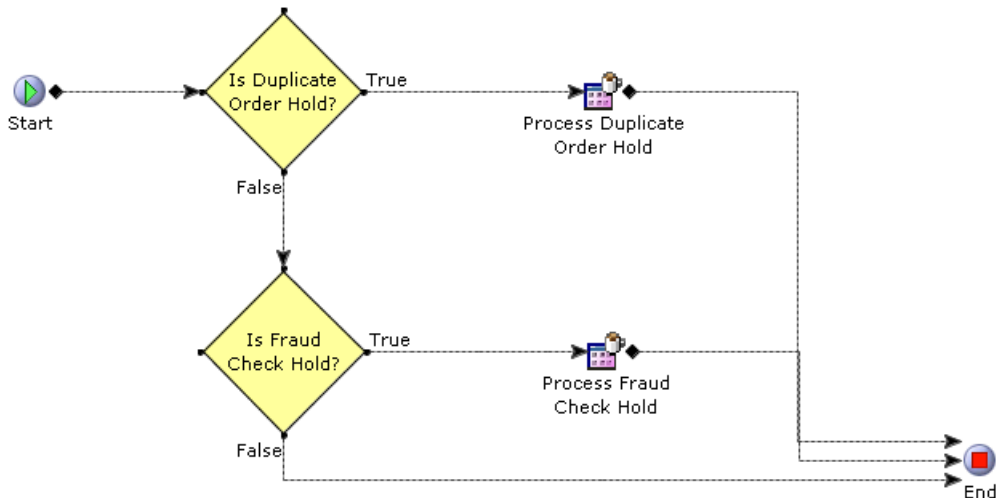 Is Duplicate
Order Hold?
True
Start
Process Duplicate
Order Hold
False
Is Fraud
Check Hold?
True
Process Fraud
Check Hold
False
End